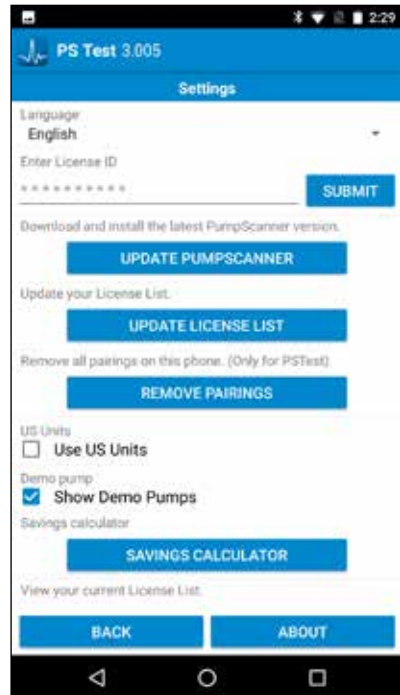 2:29
PS Test 3.005
Settings
Language
English
Enter License ID
**********
SUBMIT
Download and install the latest PumpScanner version.
UPDATE PUMPSCANNER
Update your License List.
UPDATE LICENSE LIST
Remove all pairings on this phone. (Only for PSTest)
REMOVE PAIRINGS
US Units
Use US Units
Demo pump
Show Demo Pumps
Savings calculator
SAVINGS CALCULATOR
View your current License List.
BACK
ABOUT